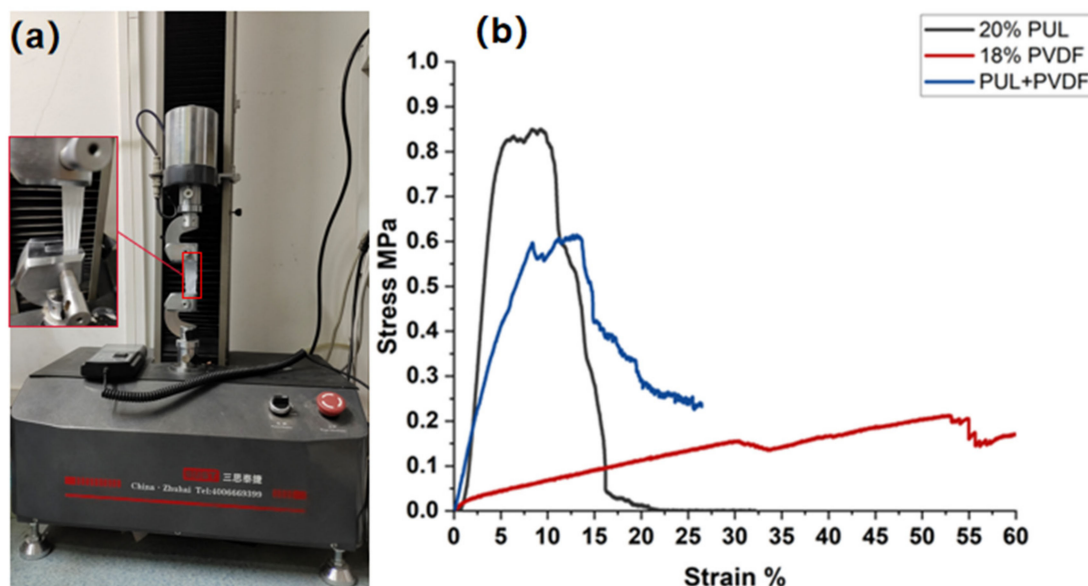 (a)
三思泰捷
China · Zhuhai Tel:4006669399
(b)
20% PUL
18% PVDF
PUL+PVDF
Stress MPa
1.0
0.9
0.8
0.7
0.6
0.5
0.4
0.3
0.2
0.1
0.0
0 5 10 15 20 25 30 35 40 45 50 55 60
Strain %